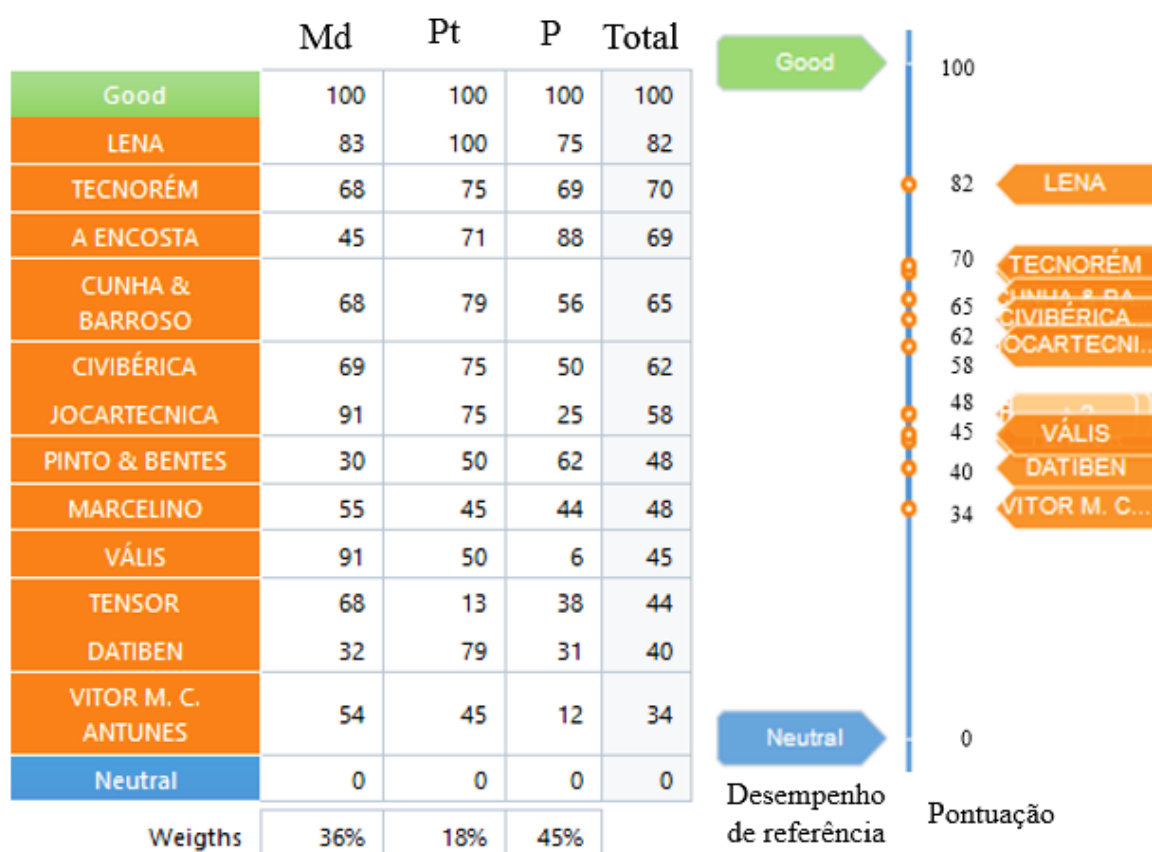 Md Pt P Total
Good 100 100 100 100
LENA 83 100 75 82
TECNORÉM 68 75 69 70
A ENCOSTA 45 71 88 69
CUNHA &
BARROSO 68 79 56 65
CIVIBÉRICA 69 75 50 62
JOCARTECNICA 91 75 25 58
PINTO & BENTES 30 50 62 48
MARCELINO 55 45 44 48
VÁLIS 91 50 6 45
TENSOR 68 13 38 44
DATIBEN 32 79 31 40
VITOR M. C.
ANTUNES 54 45 12 34
Neutral 0 0 0 0
Weigths 36% 18% 45%
Good 100
82 LENA
70 TECNORÉM
65
CIVIBÉRICA...
62 OCARTECNI...
58
48
45 VÁLIS
40 DATIBEN
34 VITOR M. C...
Neutral 0
Desempenho
de referência
Pontuação